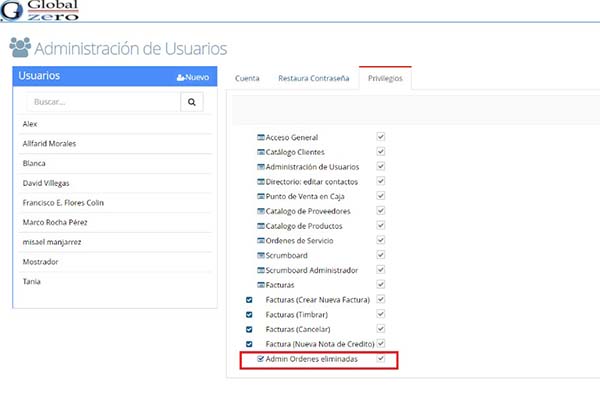 Global
zero
Administración de Usuarios
Usuarios
Nuevo
Buscar...
Alex
Allfarid Morales
Blanca
David Villegas
Francisco E. Flores Colin
Marco Rocha Pérez
misael manjarrez
Mostrador
Tania
Cuenta
Restaura Contraseña
Privilegios
Acceso General
Catálogo Clientes
Administración de Usuarios
Directorio: editar contactos
Punto de Venta en Caja
Catalogo de Proveedores
Catalogo de Productos
Ordenes de Servicio
Scrumboard
Scrumboard Administrador
Facturas
Facturas (Crear Nueva Factura)
Facturas (Timbrar)
Facturas (Cancelar)
Factura (Nueva Nota de Credito)
Admin Ordenes eliminadas